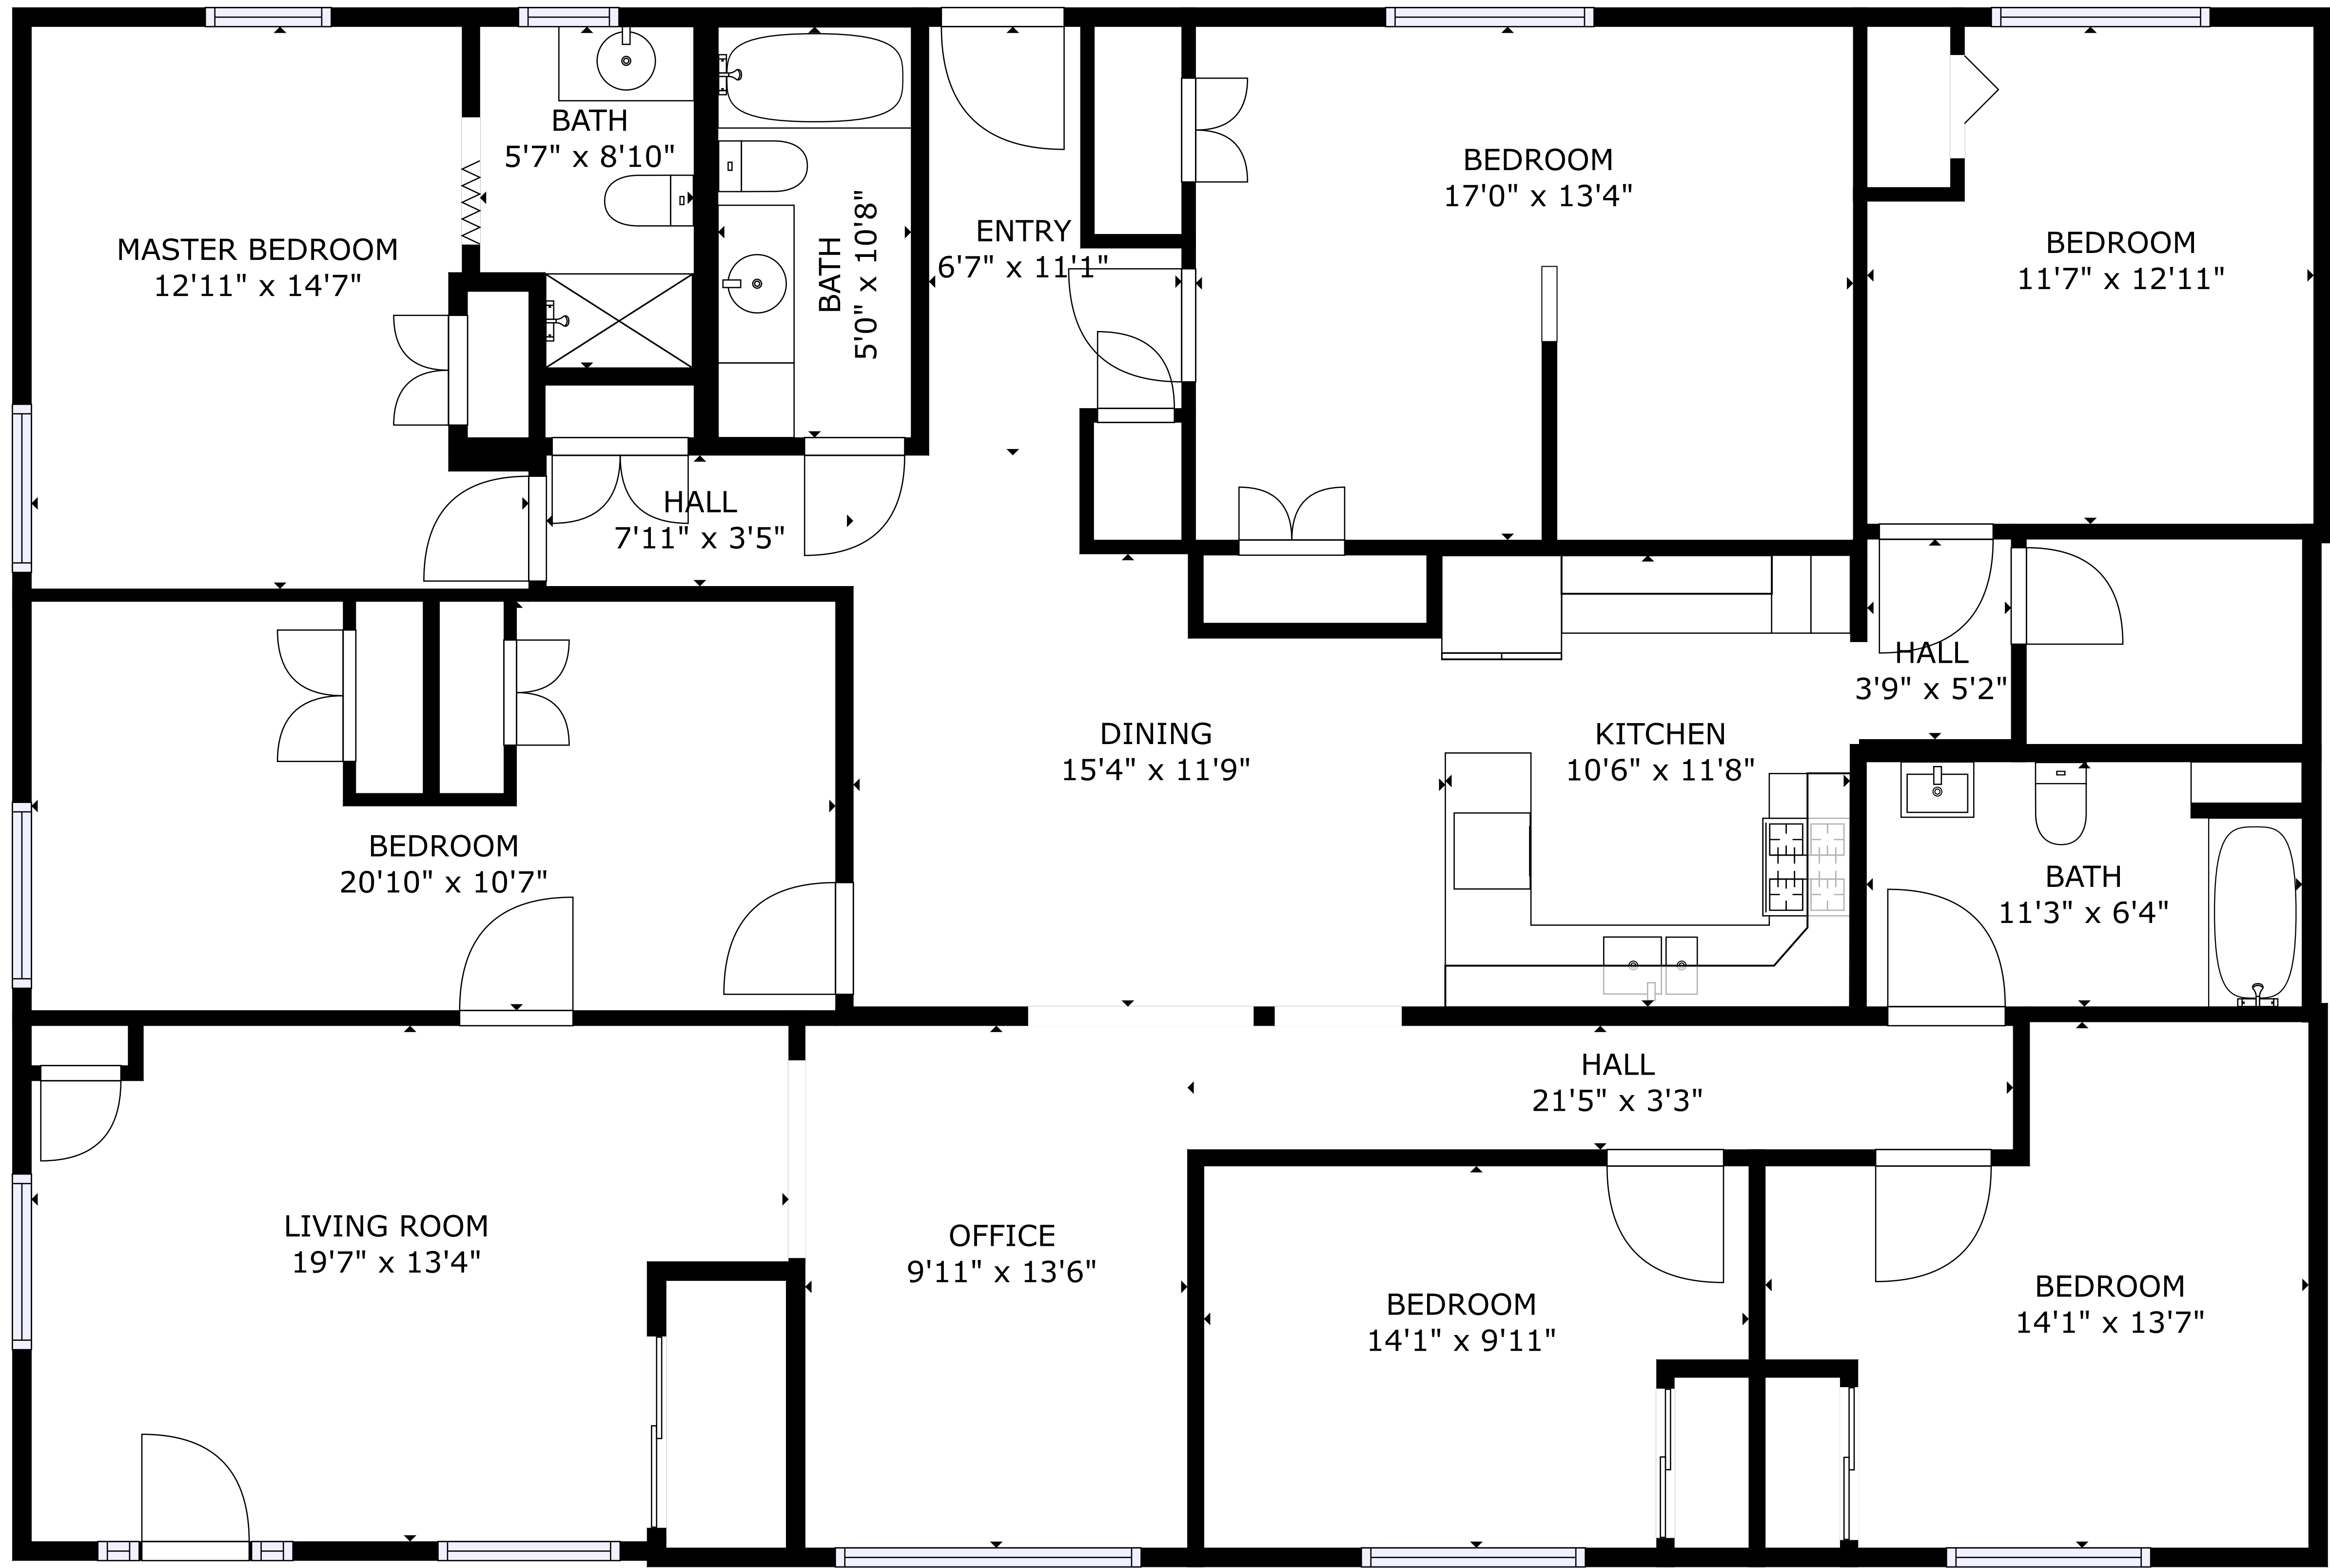 BATH
5'7" x 8'10"
BEDROOM
17'0" x 13'4"
MASTER BEDROOM
12'11" x 14'7"
BATH
5'0" x 10'8"
ENTRY
6'7" x 11'1"
BEDROOM
11'7" x 12'11"
HALL
7'11" x 3'5"
HALL
3'9" x 5'2"
DINING
15'4" x 11'9"
KITCHEN
10'6" x 11'8"
BEDROOM
20'10" x 10'7"
BATH
11'3" x 6'4"
HALL
21'5" x 3'3"
LIVING ROOM
19'7" x 13'4"
OFFICE
9'11" x 13'6"
BEDROOM
14'1" x 9'11"
BEDROOM
14'1" x 13'7"